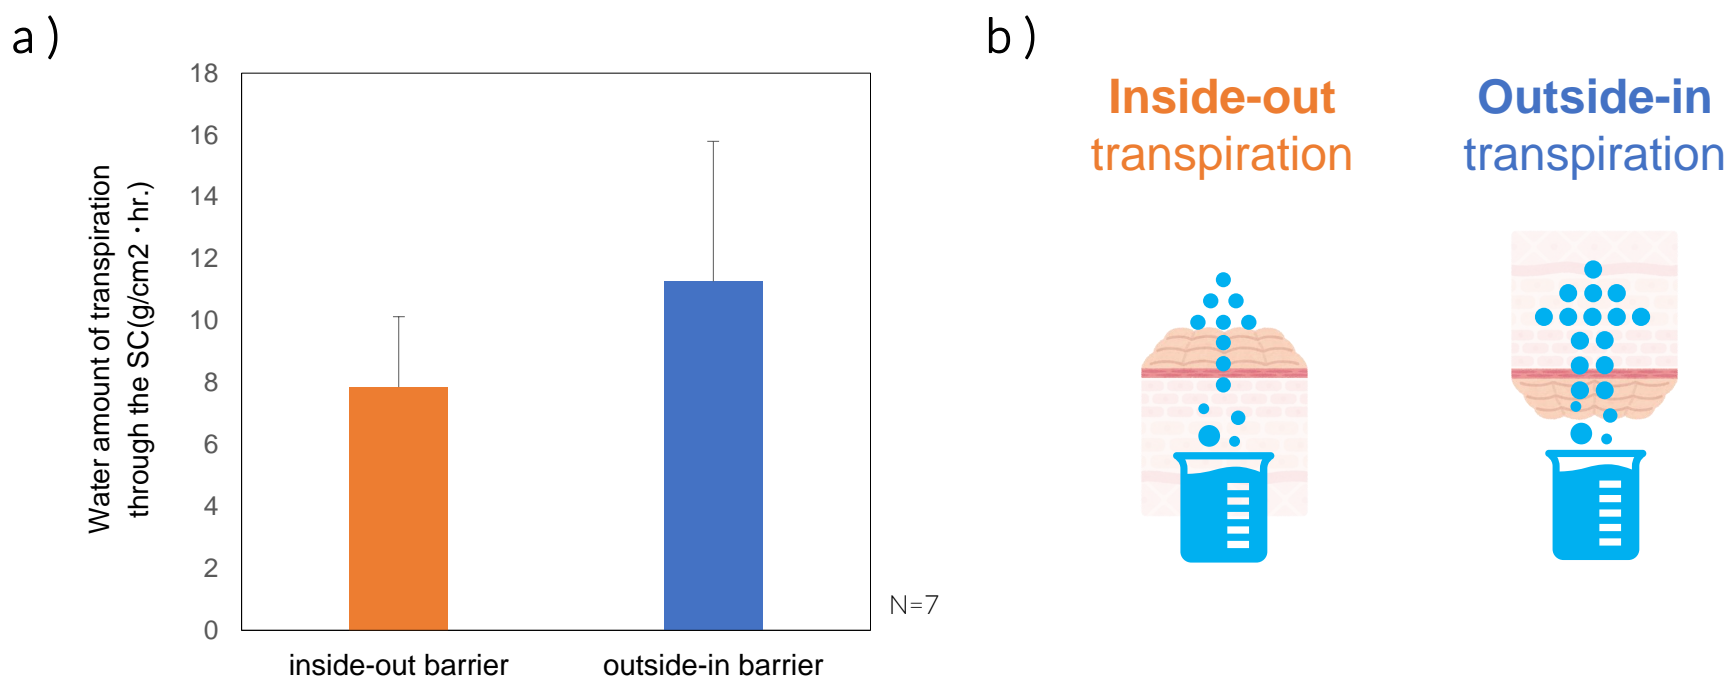 a )
18
16
14
12
10
8
6
4
2
0
Water amount of transpiration
through the SC(g/cm2・hr.)
inside-out barrier
outside-in barrier
N=7
b )
Inside-out
transpiration
Outside-in
transpiration